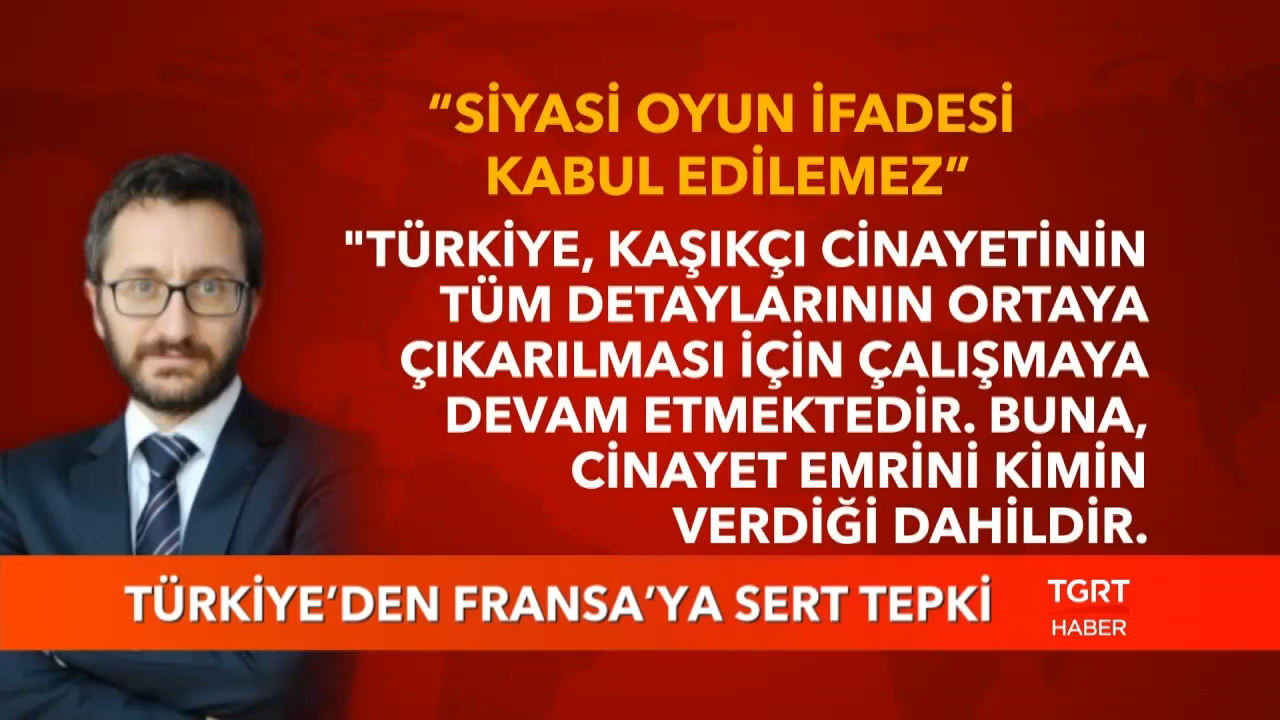 “SİYASİ OYUN İFADESİ
KABUL EDİLEMEZ”
"TÜRKİYE, KAŞIKÇI CİNAYETİNİN
TÜM DETAYLARININ ORTAYA
ÇIKARILMASI İÇİN ÇALIŞMAYA
DEVAM ETMEKTEDİR. BUNA,
CİNAYET EMRİNİ KİMİN
VERDİĞİ DAHİLDİR.
TÜRKİYE’DEN FRANSA’YA SERT TEPKİ
TGRT
HABER